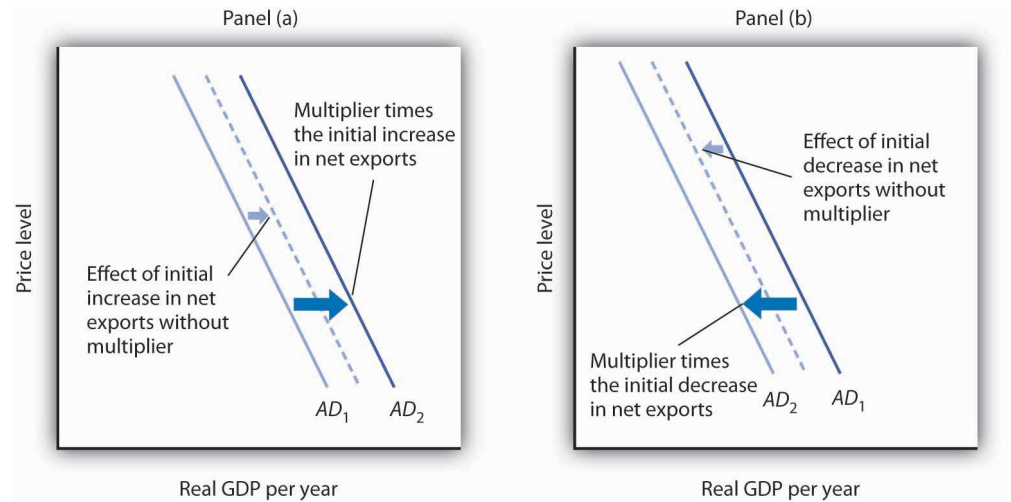 Panel (a)
Multiplier times
the initial increase
in net exports
Price level
Effect of initial
increase in net
exports without
multiplier
AD1
AD2
Real GDP per year
Panel (b)
Effect of initial
decrease in net
exports without
multiplier
Price level
Multiplier times
the initial decrease
in net exports
AD2
AD1
Real GDP per year